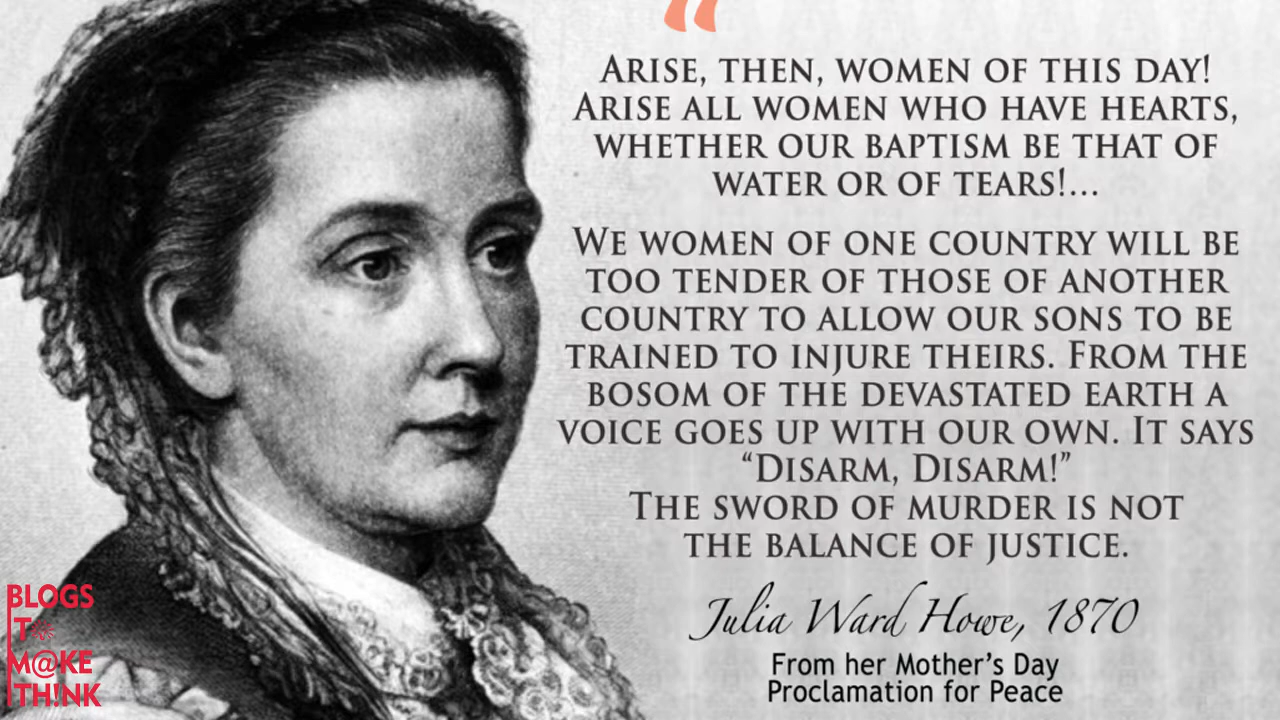 “
ARISE, THEN, WOMEN OF THIS DAY!
ARISE ALL WOMEN WHO HAVE HEARTS,
WHETHER OUR BAPTISM BE THAT OF
WATER OR OF TEARS!...
WE WOMEN OF ONE COUNTRY WILL BE
TOO TENDER OF THOSE OF ANOTHER
COUNTRY TO ALLOW OUR SONS TO BE
TRAINED TO INJURE THEIRS. FROM THE
BOSOM OF THE DEVASTATED EARTH A
VOICE GOES UP WITH OUR OWN. IT SAYS
“DISARM, DISARM!”
THE SWORD OF MURDER IS NOT
THE BALANCE OF JUSTICE.
Julia Ward Howe, 1870
From her Mother’s Day
Proclamation for Peace
BLOGS
T
M@KE
TH!NK